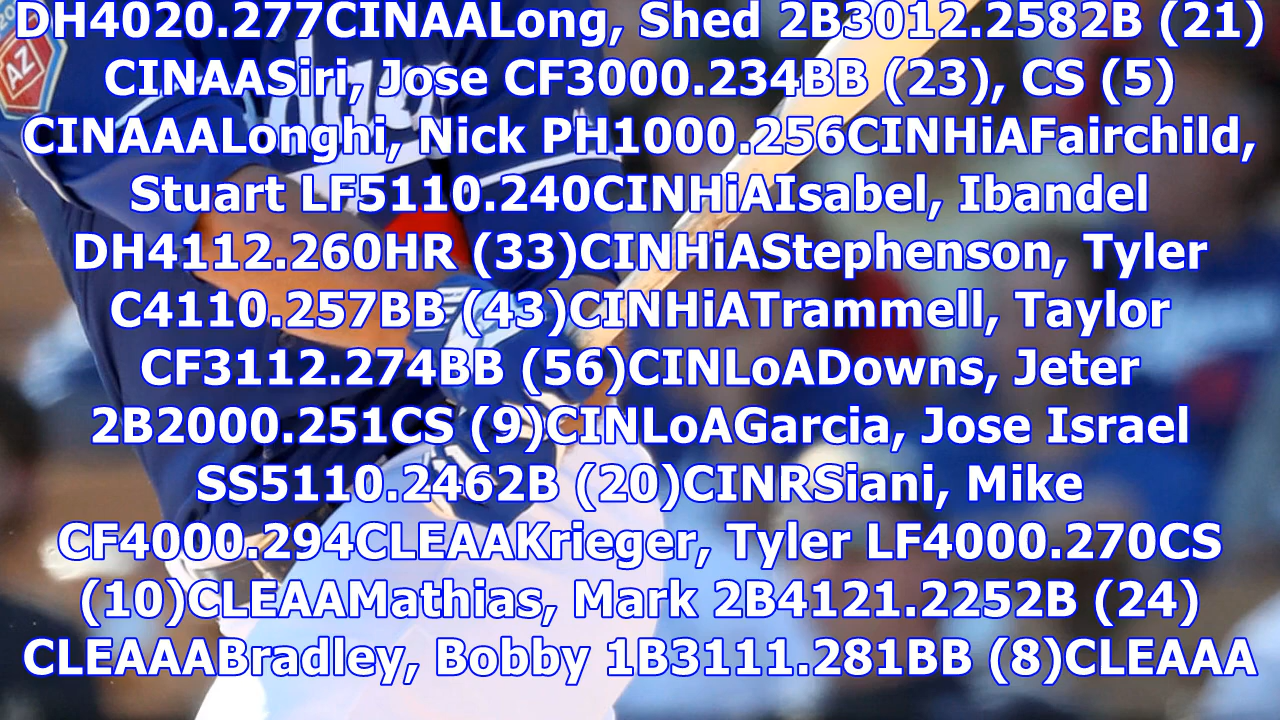 DH4020.277CINAALong, Shed 2B3012.2582B (21)
CINAASiri, Jose CF3000.234BB (23), CS (5)
CINAAALonghi, Nick PH1000.256CINHiAFairchild,
Stuart LF5110.240CINHiAIsabel, Ibandel
DH4112.260HR (33)CINHiAStephenson, Tyler
C4110.257BB (43)CINHiATrammell, Taylor
CF3112.274BB (56)CINLoADowns, Jeter
2B2000.251CS (9)CINLoAGarcia, Jose Israel
SS5110.2462B (20)CINRSiani, Mike
CF4000.294CLEAAKrieger, Tyler LF4000.270CS
(10)CLEAAMathias, Mark 2B4121.2252B (24)
CLEAAABradley, Bobby 1B3111.281BB (8)CLEAAA
AZ